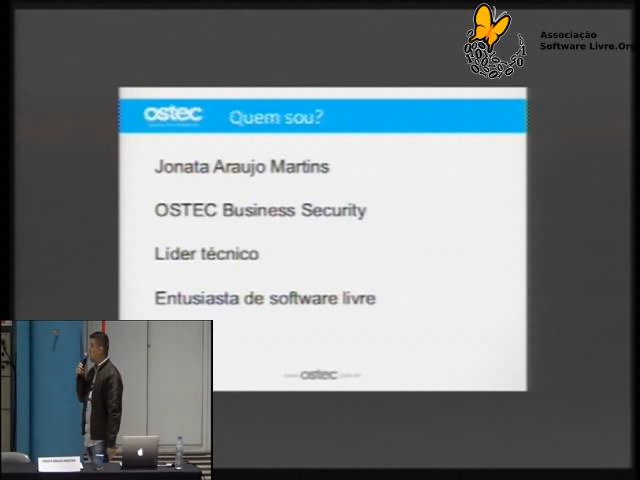 Associação
Software Livre.Or
ostec
Quem sou?
Jonata Araujo Martins
OSTEC Business Security
Líder técnico
Entusiasta de software livre
ostec